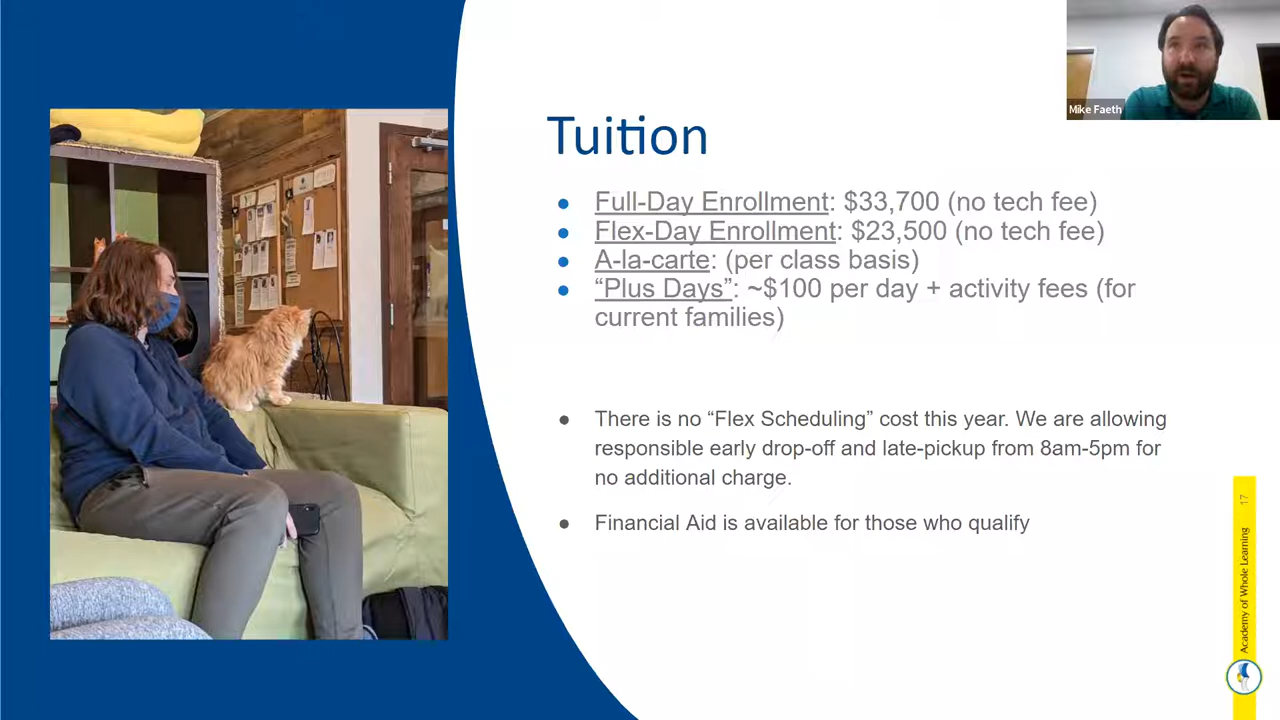 Mike Faeth
Tuition
● Full-Day Enrollment: $33,700 (no tech fee)
● Flex-Day Enrollment: $23,500 (no tech fee)
● A-la-carte: (per class basis)
● “Plus Days”: ~$100 per day + activity fees (for
current families)
● There is no “Flex Scheduling” cost this year. We are allowing
responsible early drop-off and late-pickup from 8am-5pm for
no additional charge.
● Financial Aid is available for those who qualify
17
Academy of Whole Learning